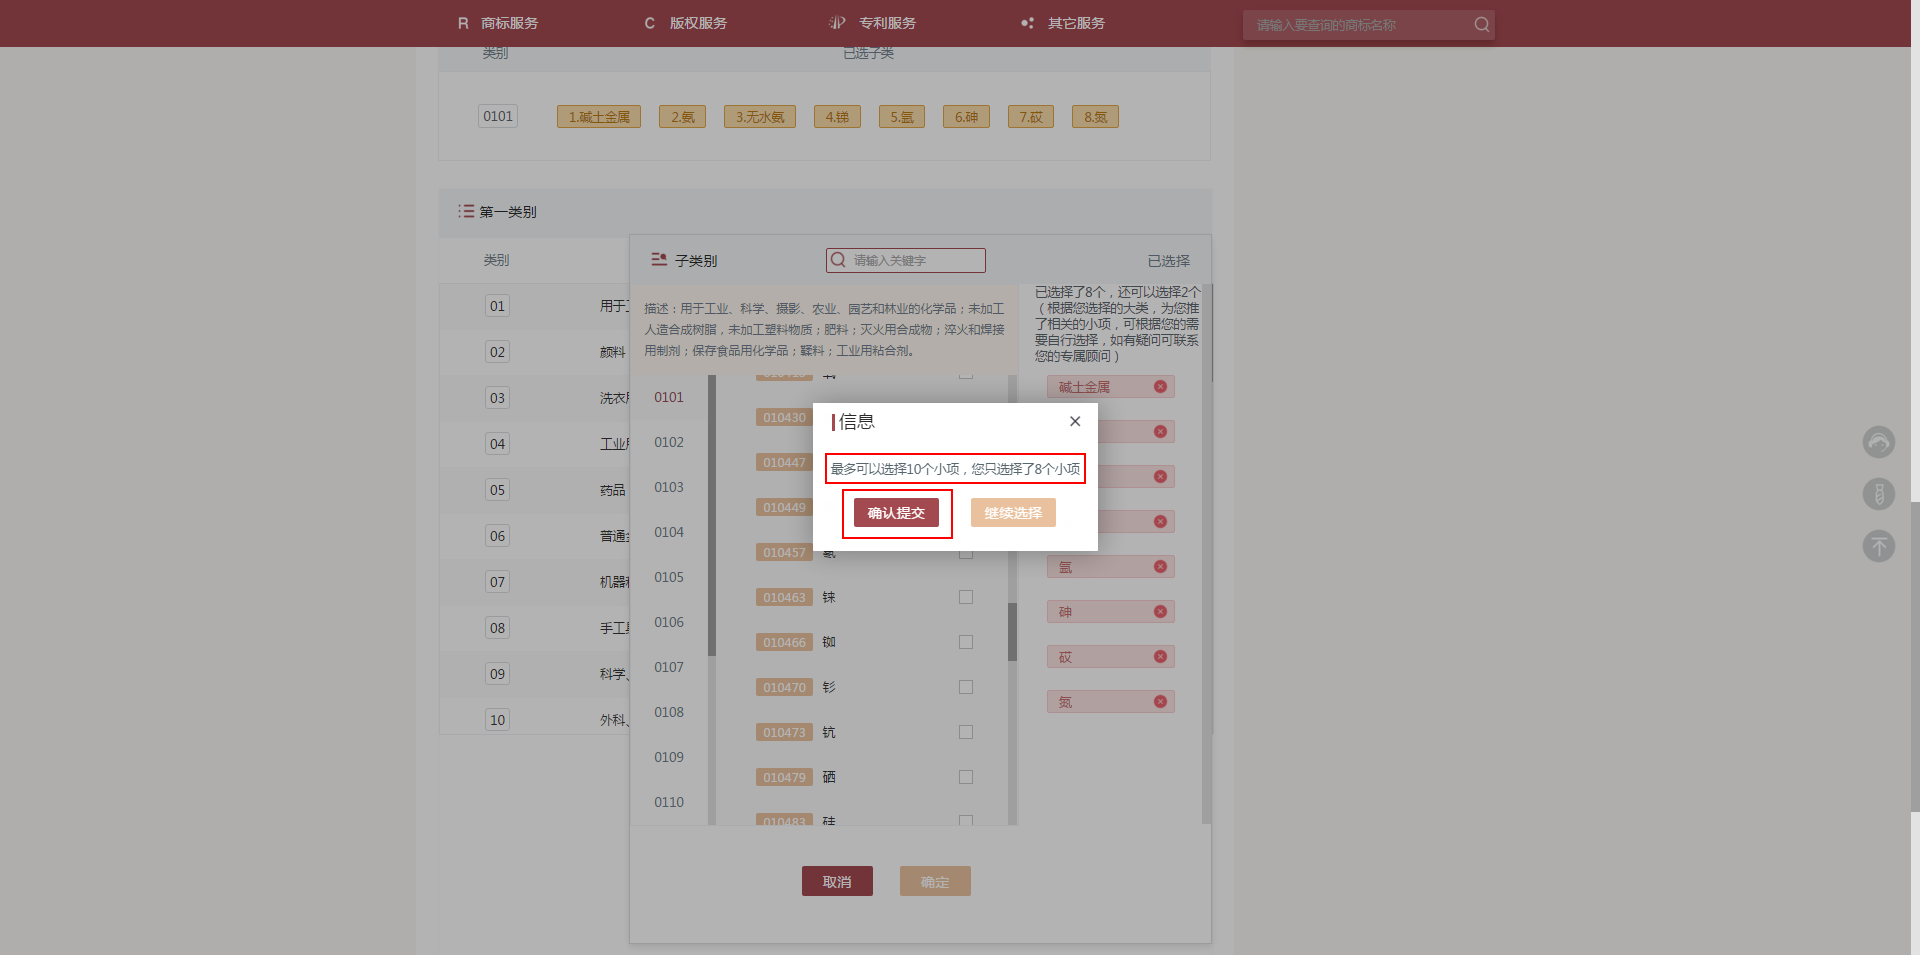 R 商标服务
C 版权服务
专利服务
其它服务
请输入要查询的商标名称
类别
已选子类
0101
1.碱土金属
2.氨
3.无水氨
4.锑
5.氩
6.砷
7.砹
8.氮
第一类别
类别
01 用于
02 颜料
03 洗衣
04 工业
05 药品
06 普通
07 机器
08 手工
09 科学、
10 外科、
子类别
请输入关键字
已选择
描述：用于工业、科学、摄影、农业、园艺和林业的化学品；未加工
人造合成树脂，未加工塑料物质；肥料；灭火用合成物；淬火和焊接
用制剂；保存食品用化学品；鞣料；工业用粘合剂。
已选择了8个，还可以选择2个
（根据您选择的大类，为您推
了相关的小项，可根据您的需
要自行选择，如有疑问可联系
您的专属顾问）
0101
0102
0103
0104
0105
0106
0107
0108
0109
0110
010430
010447
010449
010457
010463 铼
010466 铷
010470 钐
010473 钪
010479 硒
010483 硅
碱土金属
氩
砷
砹
氮
信息
最多可以选择10个小项，您只选择了8个小项
确认提交
继续选择
取消
确定